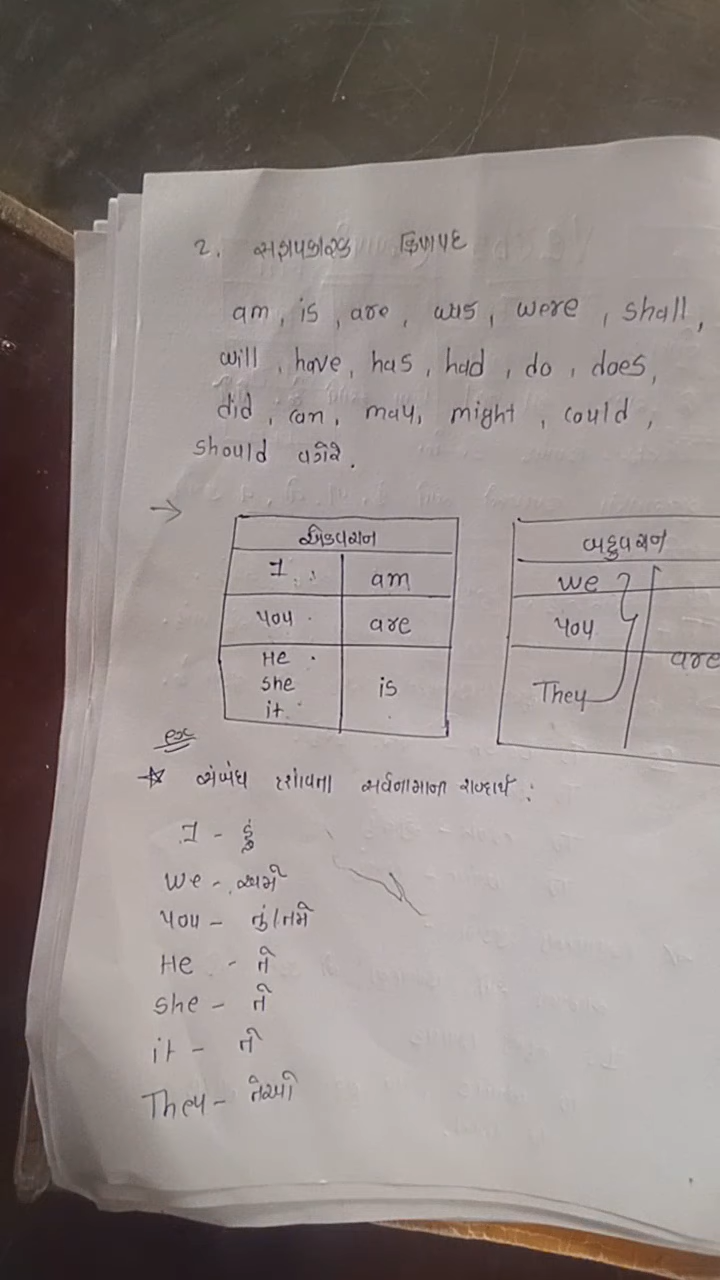 2. સહાયકારક ક્રિયાપદ
am, is, are, was, were, shall,
will, have, has, had, do, does,
did, can, may, might, could,
should વગેરે.
→
એકવચન
I am
you are
He
she is
it
બહુવચન
we
you are
They
ex
☆ સંબંધ દર્શાવતા સર્વનામોના શબ્દાર્થ :
I - હું
we - અમે
you - તું/તમે
He - તે
she - તે
it - તે
They - તેઓ